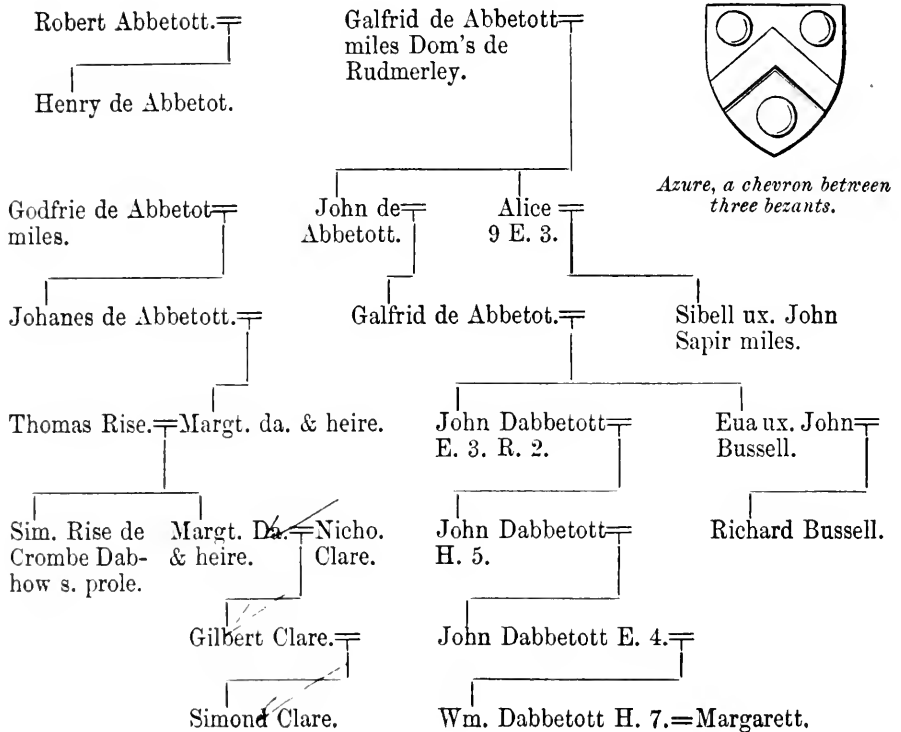 Robert Abbetott.
Henry de Abbetot.
Galfrid de Abbetott
miles Dom's de
Rudmerley.
Azure, a chevron between
three bezants.
Godfrie de Abbetot
miles.
John de
Abbetott.
Alice
9 E. 3.
Johanes de Abbetott.
Galfrid de Abbetot.
Sibell ux. John
Sapir miles.
Thomas Rise.=Margt. da. & heire.
John Dabbetott
E. 3. R. 2.
Eua ux. John
Bussell.
Sim. Rise de
Crombe Dab-
how s. prole.
Margt. Da.=Nicho.
& heire. Clare.
John Dabbetott
H. 5.
Richard Bussell.
Gilbert Clare.
John Dabbetott E. 4.
Simond Clare.
Wm. Dabbetott H. 7.=Margarett.